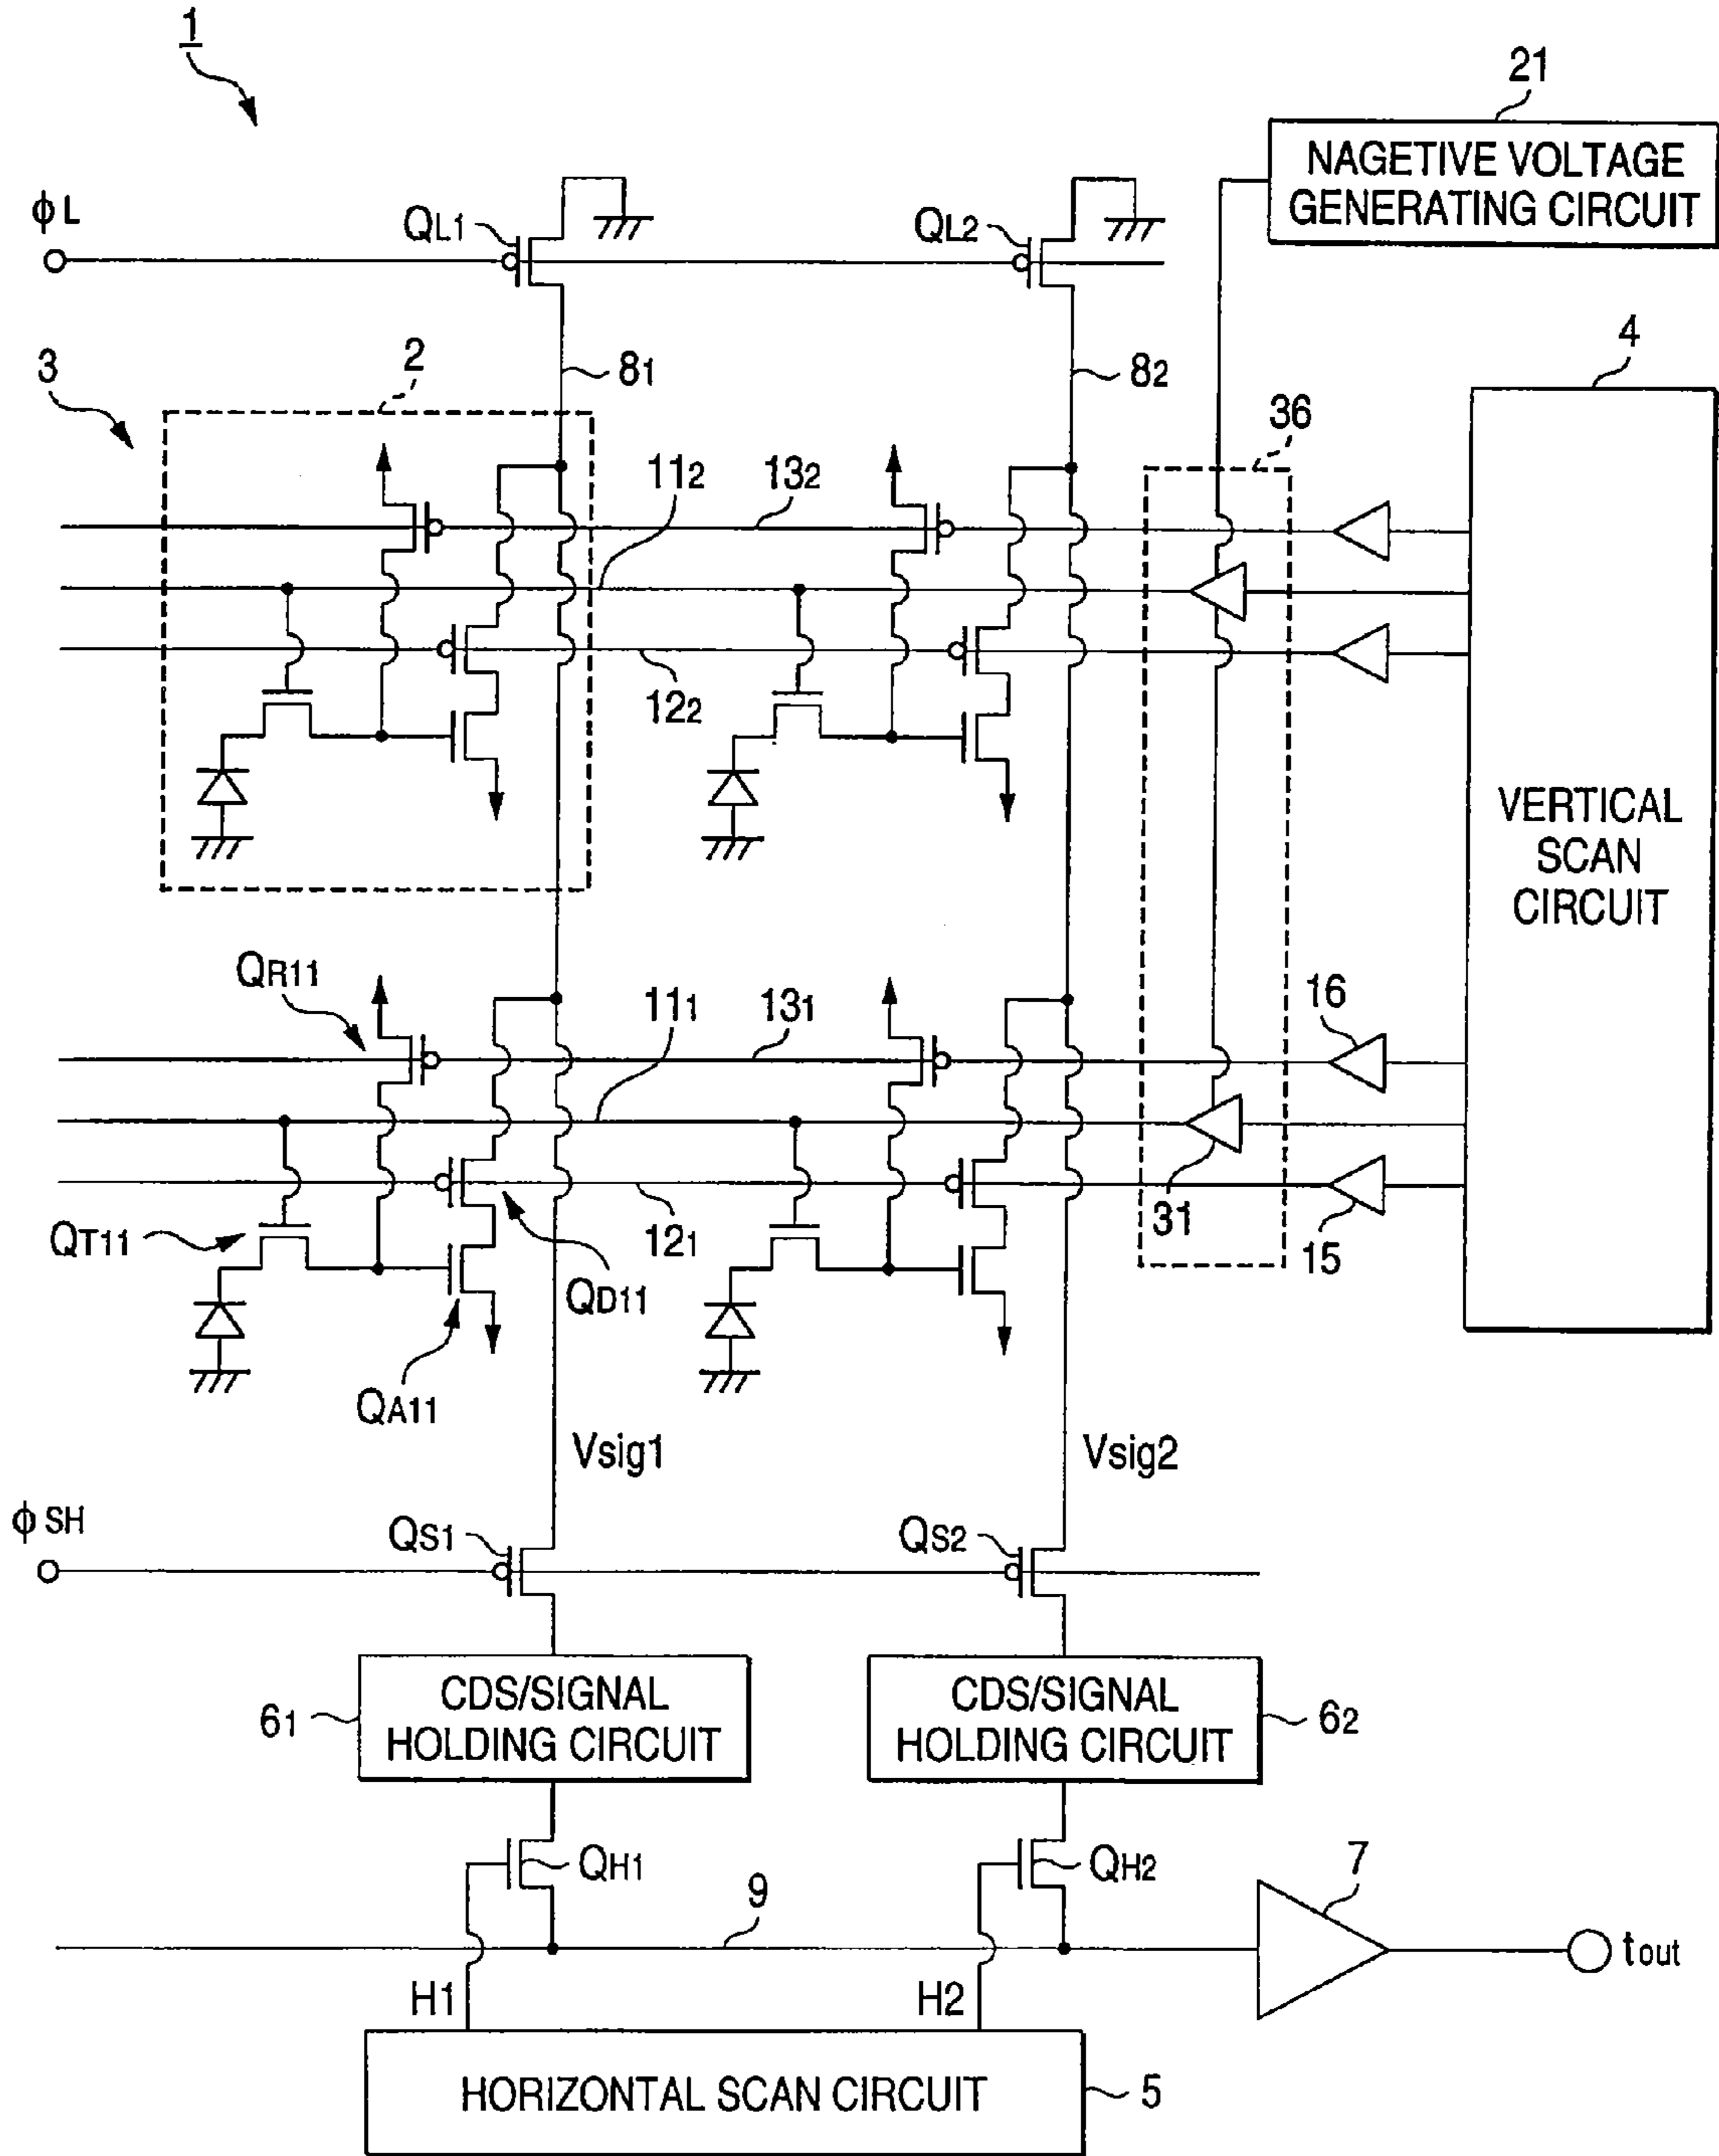 1
21
NAGETIVE VOLTAGE
GENERATING CIRCUIT
ϕL
QL1
QL2
3
2
81
82
4
36
112
132
122
VERTICAL
SCAN
CIRCUIT
QR11
111
131
16
QT11
121
31
15
QD11
QA11
Vsig1
Vsig2
ϕSH
QS1
QS2
61
CDS/SIGNAL
HOLDING CIRCUIT
CDS/SIGNAL
HOLDING CIRCUIT
62
QH1
QH2
7
9
tout
H1
H2
HORIZONTAL SCAN CIRCUIT
5